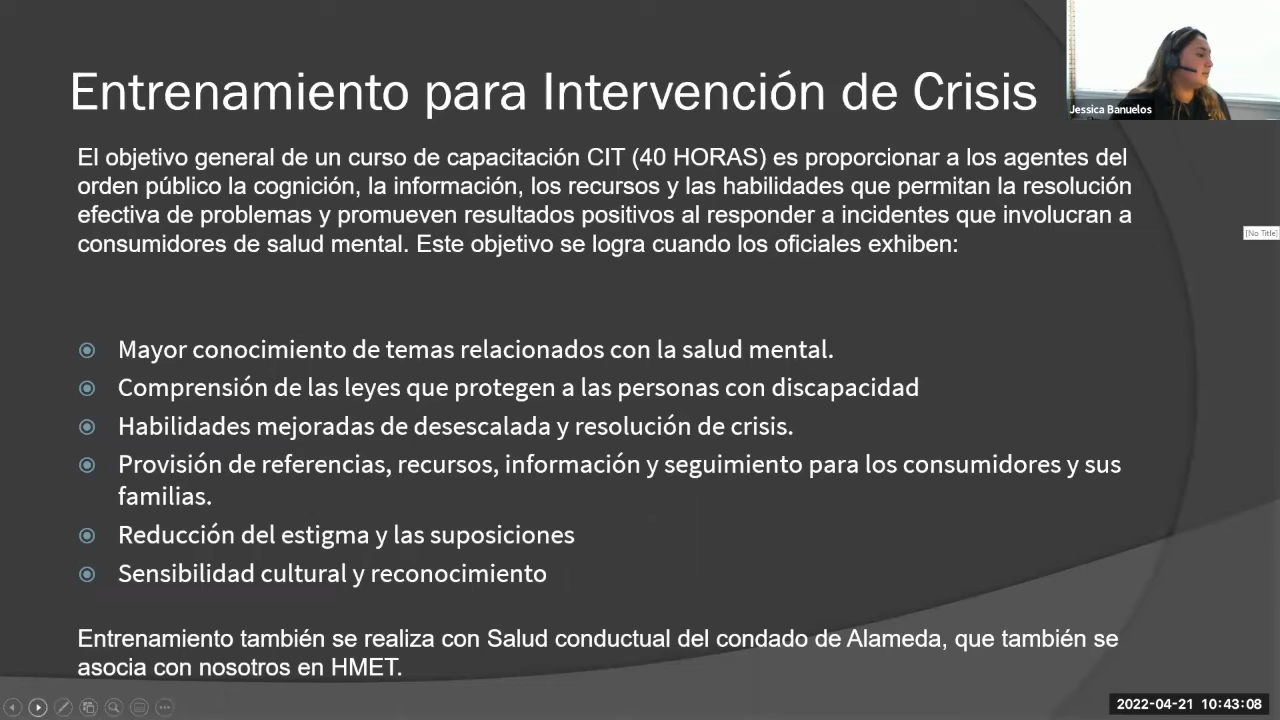 Entrenamiento para Intervención de Crisis
Jessica Banuelos
El objetivo general de un curso de capacitación CIT (40 HORAS) es proporcionar a los agentes del
orden público la cognición, la información, los recursos y las habilidades que permitan la resolución
efectiva de problemas y promueven resultados positivos al responder a incidentes que involucran a
consumidores de salud mental. Este objetivo se logra cuando los oficiales exhiben:
[No Title]
Mayor conocimiento de temas relacionados con la salud mental.
Comprensión de las leyes que protegen a las personas con discapacidad
Habilidades mejoradas de desescalada y resolución de crisis.
Provisión de referencias, recursos, información y seguimiento para los consumidores y sus
familias.
Reducción del estigma y las suposiciones
Sensibilidad cultural y reconocimiento
Entrenamiento también se realiza con Salud conductual del condado de Alameda, que también se
asocia con nosotros en HMET.
2022-04-21 10:43:08